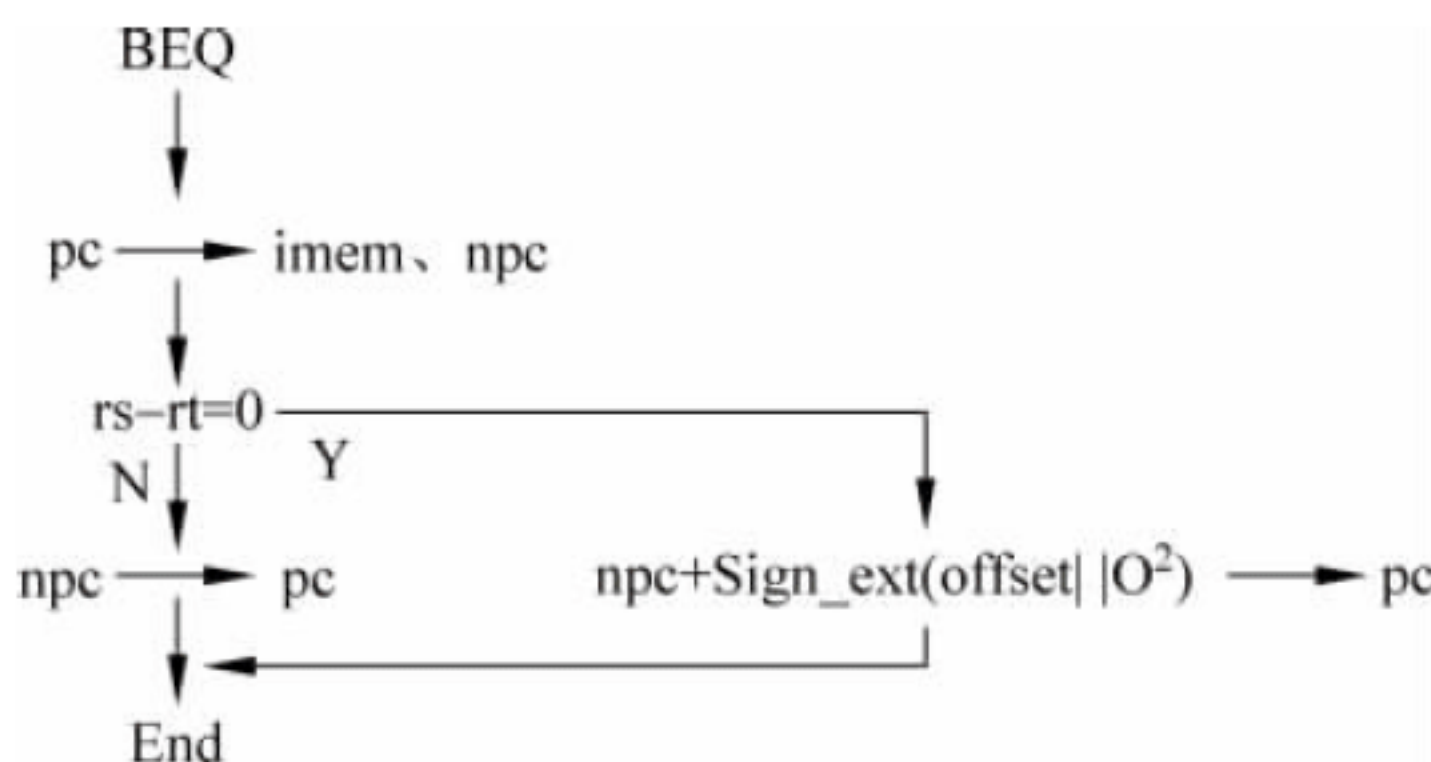 BEQ
pc imem、npc
rs–rt=0
N Y
npc pc npc+Sign_ext(offset| |O²) pc
End